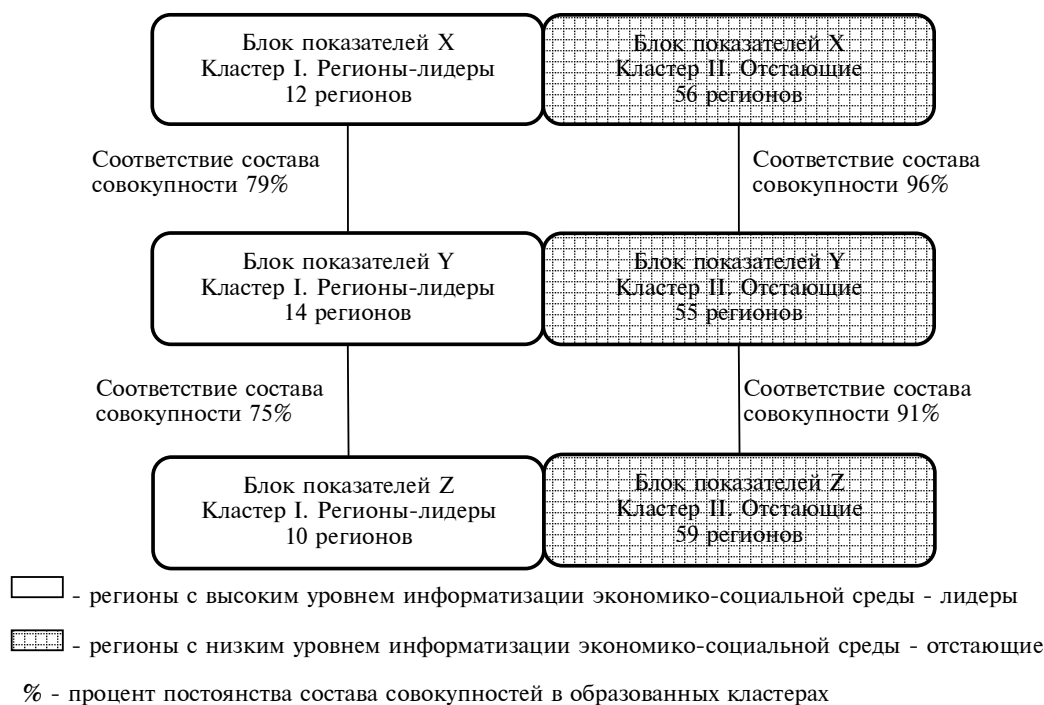 Блок показателей X
Кластер I. Регионы-лидеры
12 регионов
Блок показателей X
Кластер II. Отстающие
56 регионов
Соответствие состава
совокупности 79%
Соответствие состава
совокупности 96%
Блок показателей Y
Кластер I. Регионы-лидеры
14 регионов
Блок показателей Y
Кластер II. Отстающие
55 регионов
Соответствие состава
совокупности 75%
Соответствие состава
совокупности 91%
Блок показателей Z
Кластер I. Регионы-лидеры
10 регионов
Блок показателей Z
Кластер II. Отстающие
59 регионов
- регионы с высоким уровнем информатизации экономико-социальной среды - лидеры
- регионы с низким уровнем информатизации экономико-социальной среды - отстающие
% - процент постоянства состава совокупностей в образованных кластерах